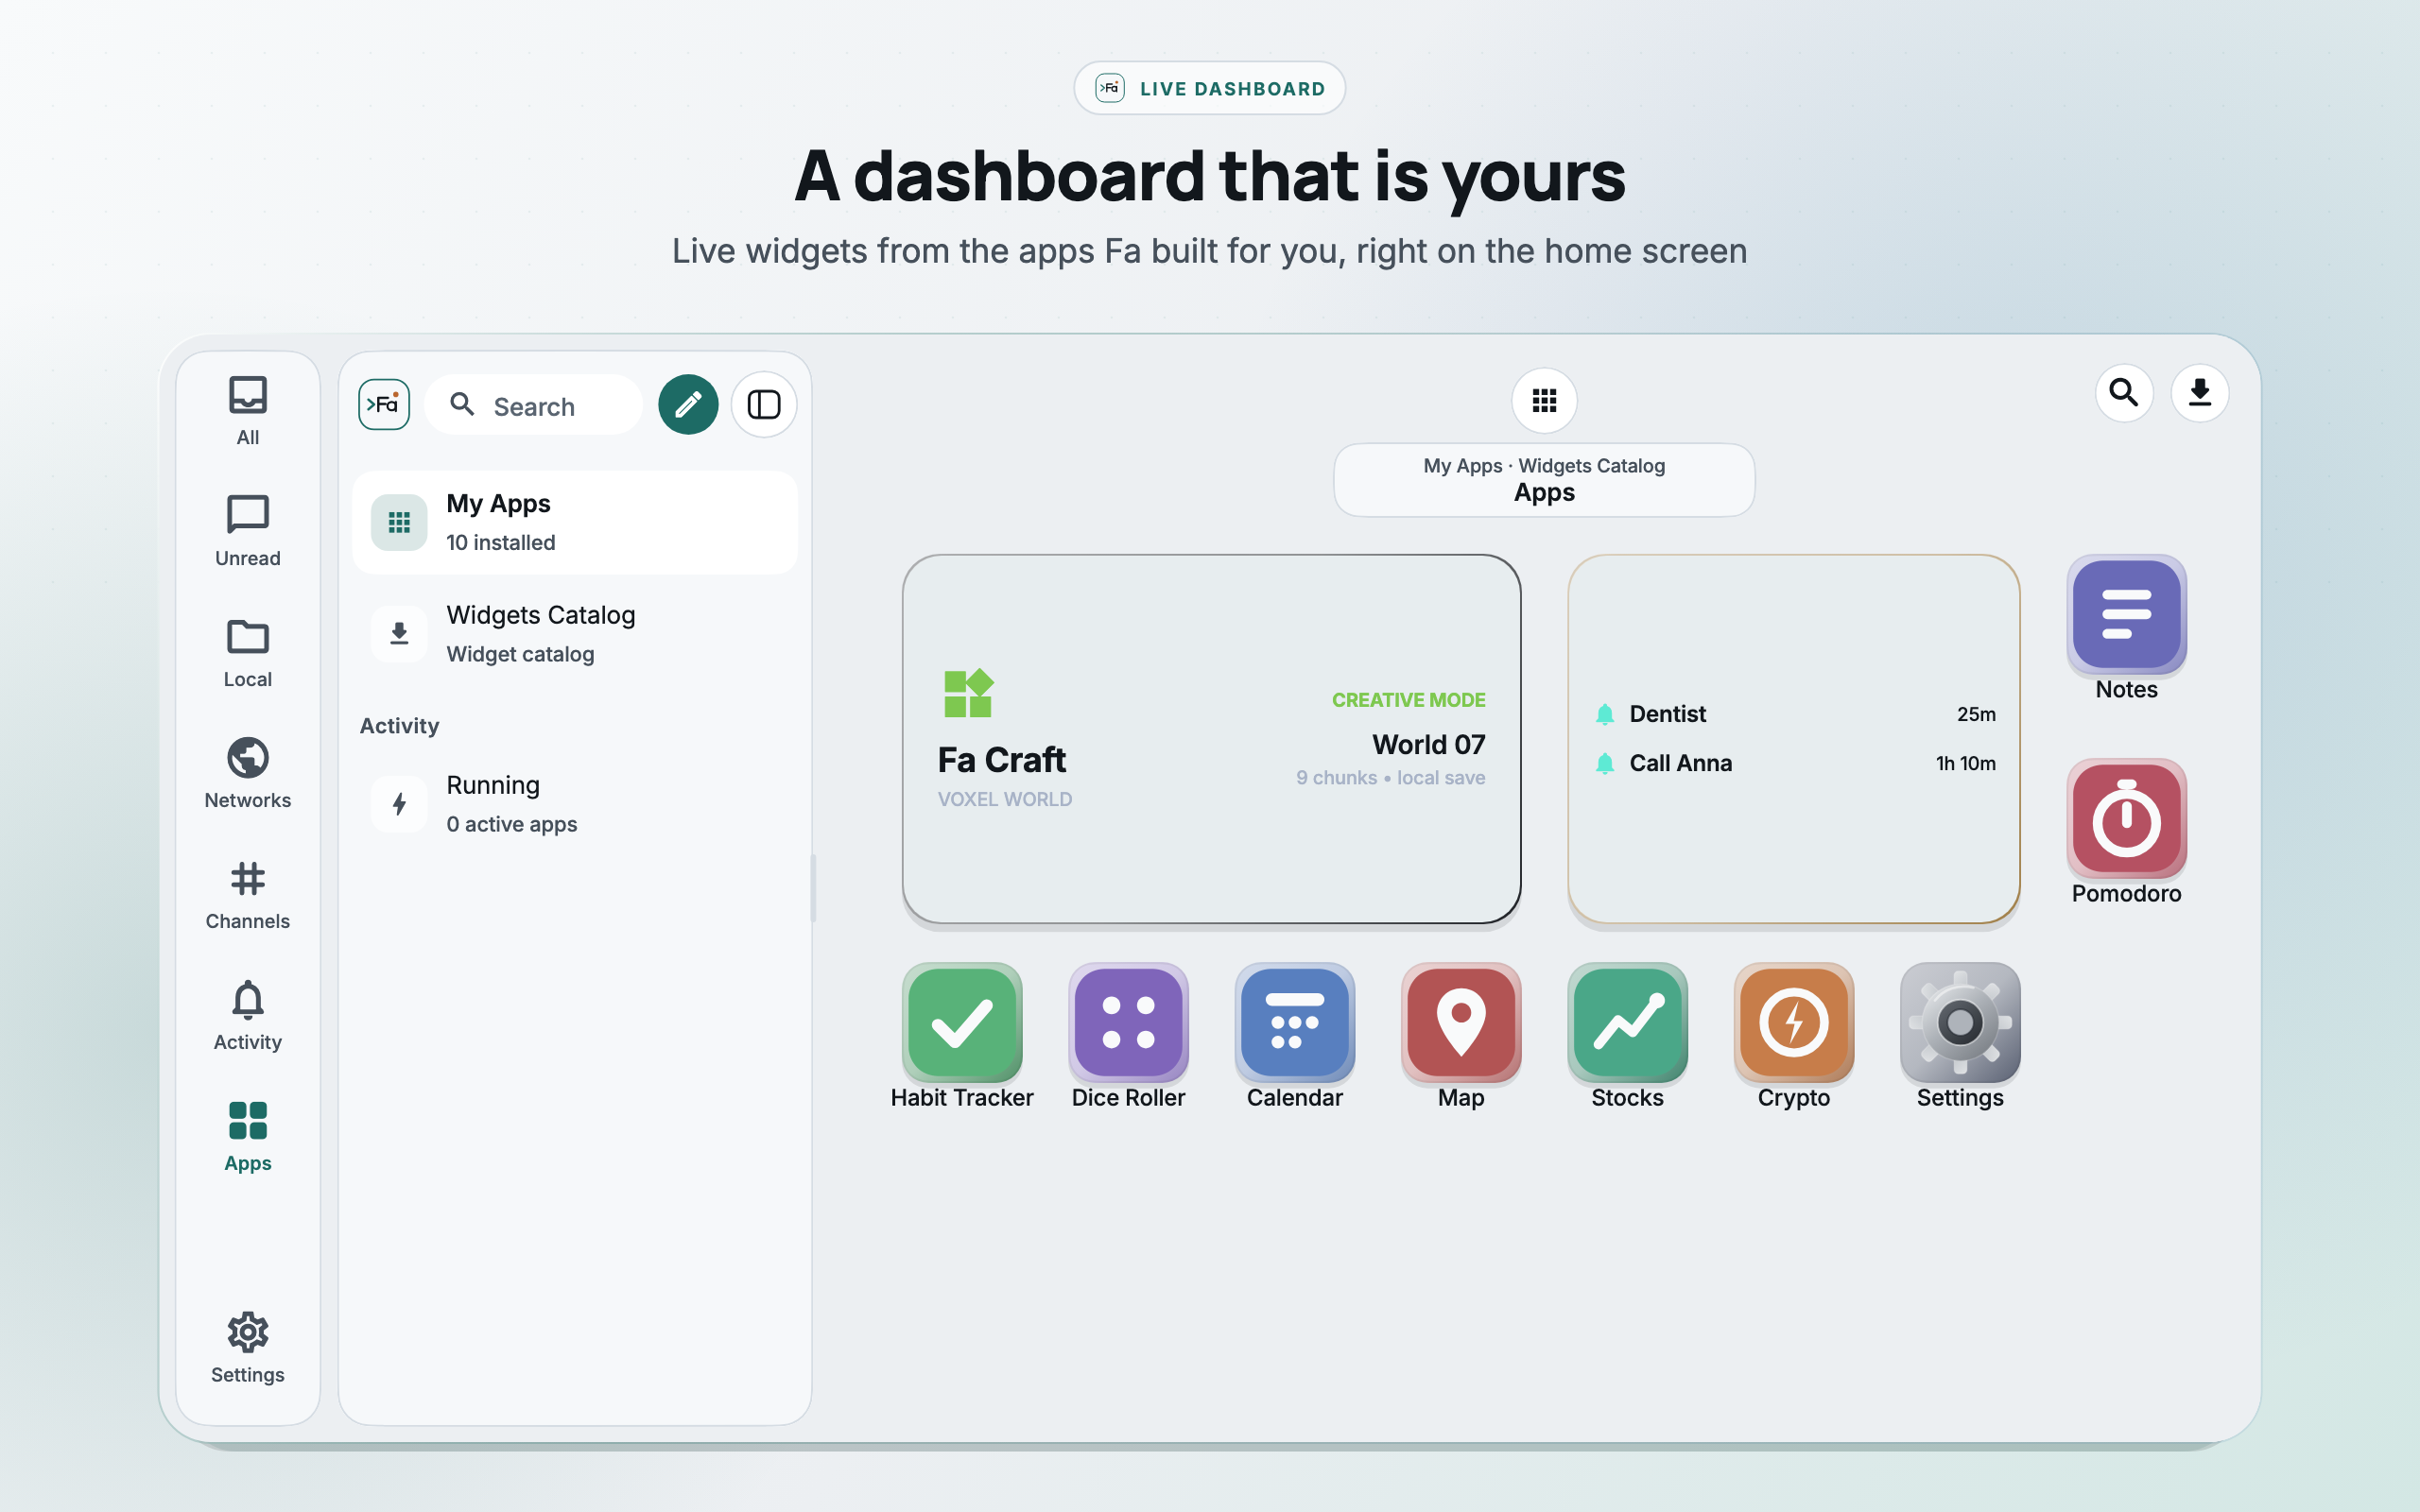 >Fa LIVE DASHBOARD
A dashboard that is yours
Live widgets from the apps Fa built for you, right on the home screen
All
Unread
Local
Networks
Channels
Activity
Apps
Settings
>Fa Search
My Apps
10 installed
Widgets Catalog
Widget catalog
Activity
Running
0 active apps
My Apps · Widgets Catalog
Apps
Fa Craft
VOXEL WORLD
CREATIVE MODE
World 07
9 chunks • local save
Dentist 25m
Call Anna 1h 10m
Notes
Pomodoro
Habit Tracker
Dice Roller
Calendar
Map
Stocks
Crypto
Settings